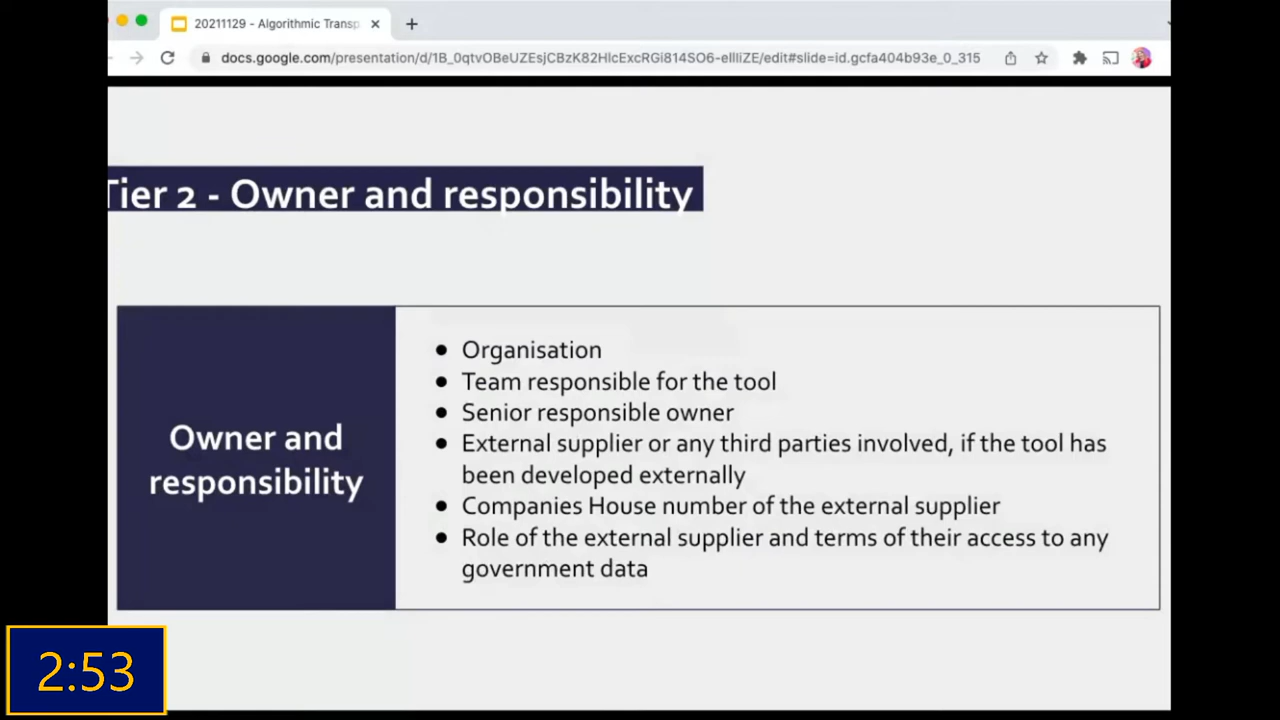 20211129 - Algorithmic Transp
docs.google.com/presentation/d/1B_0qtvOBeUZEsjCBzK82HlcExcRGi814SO6-ellliZE/edit#slide=id.gcfa404b93e_0_315
Tier 2 - Owner and responsibility
Owner and
responsibility
● Organisation
● Team responsible for the tool
● Senior responsible owner
● External supplier or any third parties involved, if the tool has
been developed externally
● Companies House number of the external supplier
● Role of the external supplier and terms of their access to any
government data
2:53